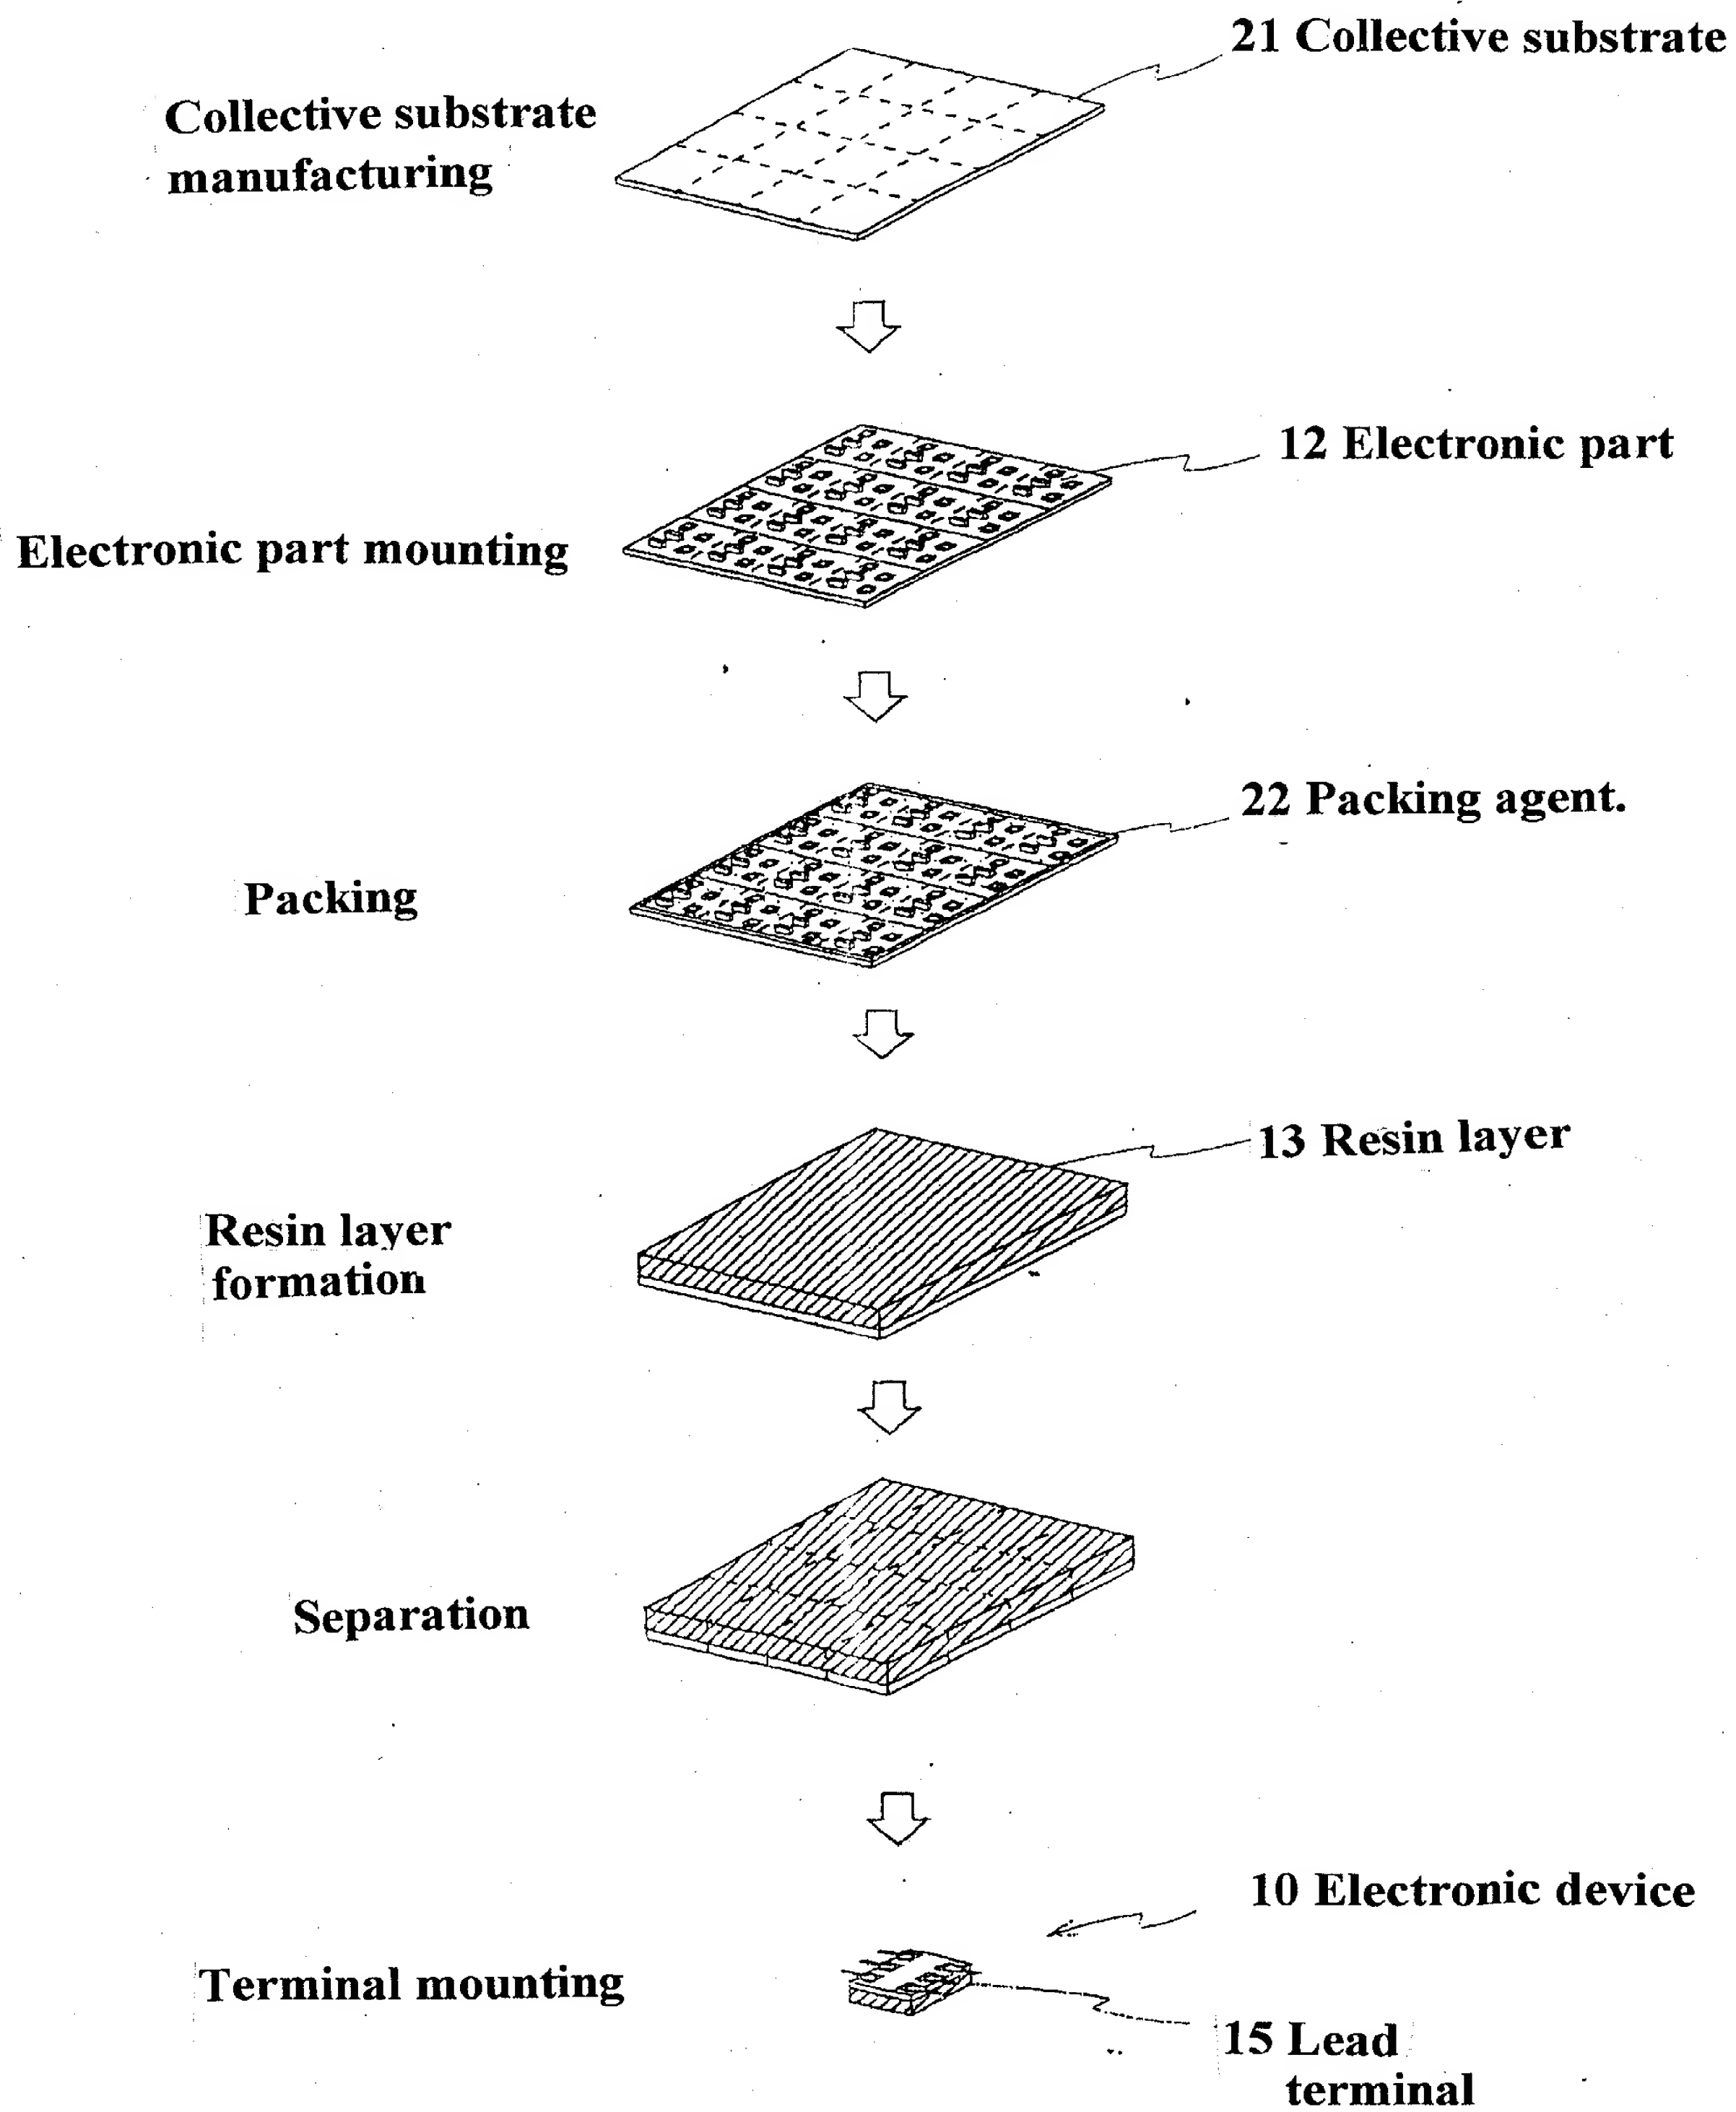 21 Collective substrate
Collective substrate
manufacturing
12 Electronic part
Electronic part mounting
22 Packing agent.
Packing
13 Resin layer
Resin layer
formation
Separation
10 Electronic device
Terminal mounting
15 Lead
terminal